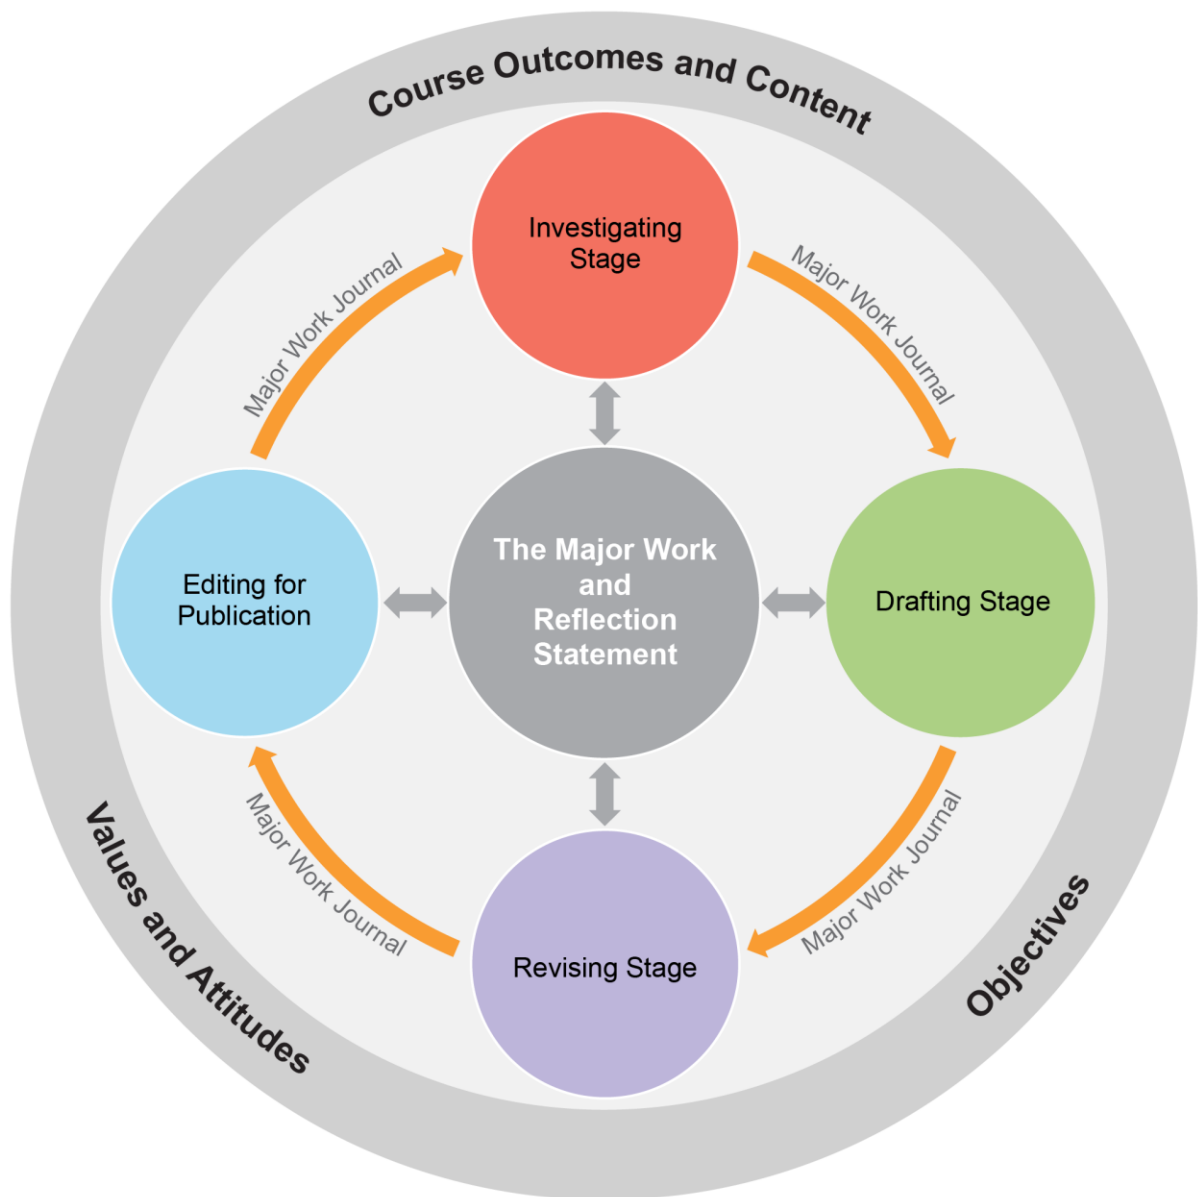 Course Outcomes and Content
Investigating
Stage
Major Work Journal
Major Work Journal
The Major Work
and
Reflection
Statement
Editing for
Publication
Drafting Stage
Major Work Journal
Major Work Journal
Revising Stage
Values and Attitudes
Objectives